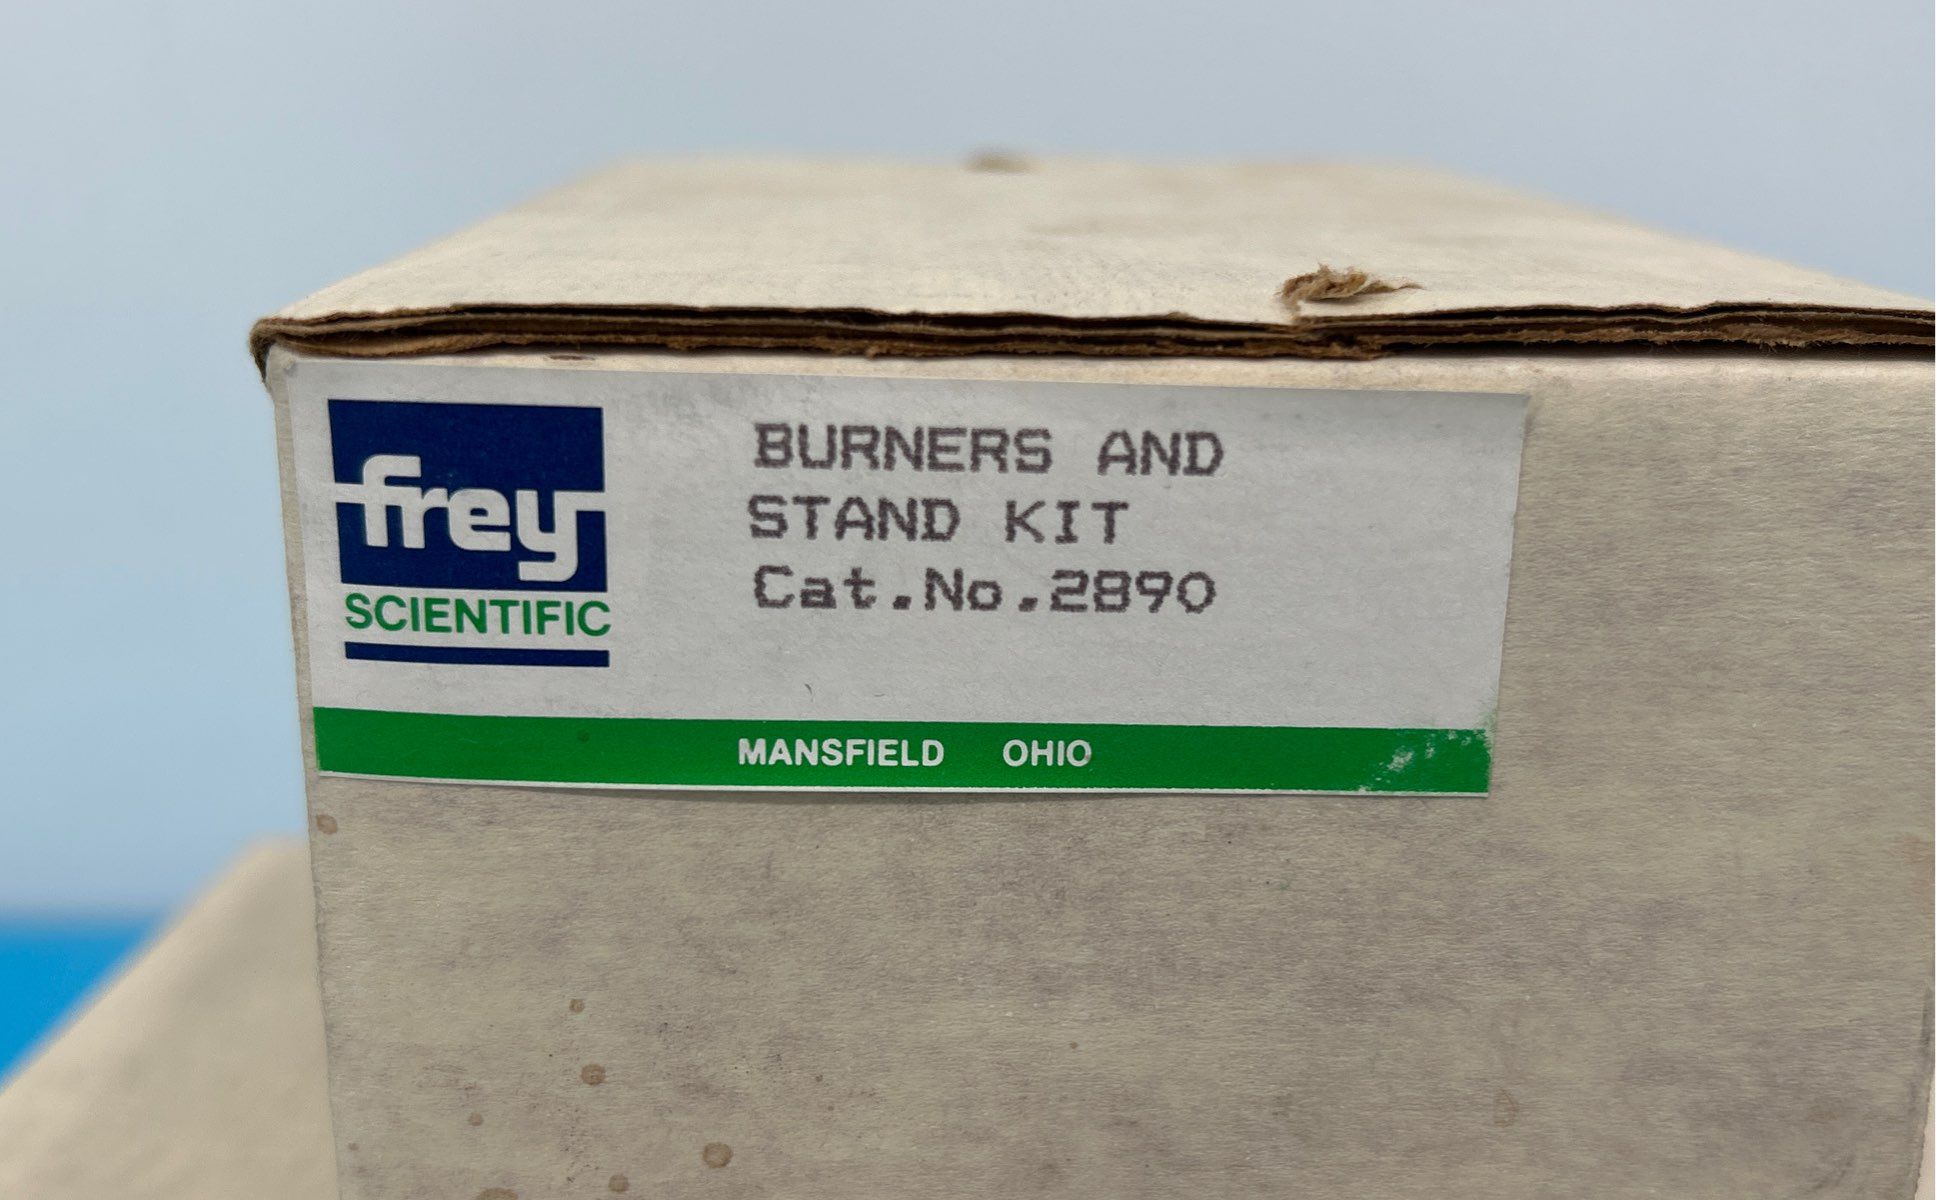 frey
SCIENTIFIC
BURNERS AND
STAND KIT
Cat.No.2890
MANSFIELD OHIO